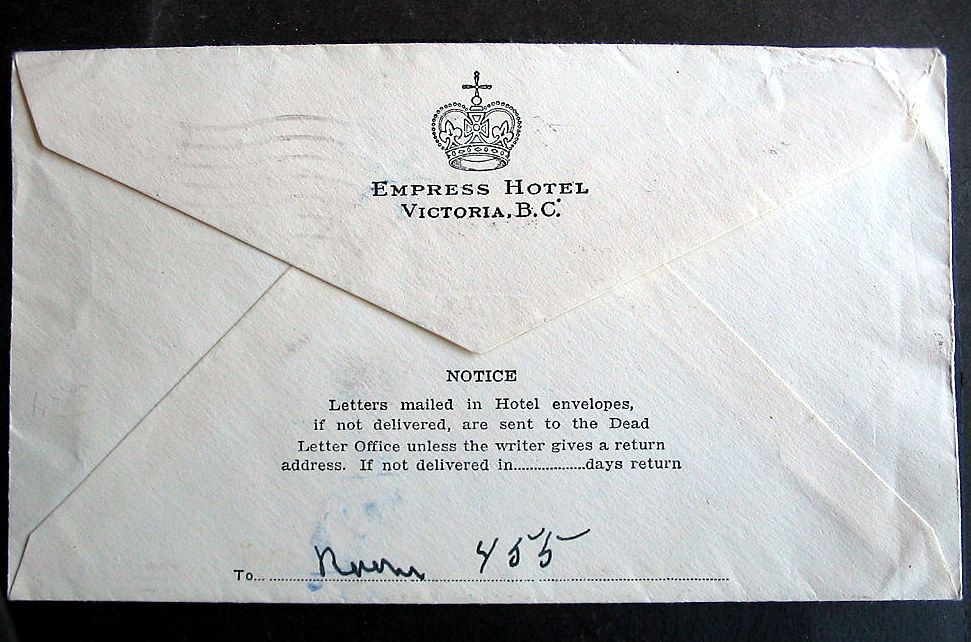 EMPRESS HOTEL
VICTORIA, B.C.
NOTICE
Letters mailed in Hotel envelopes,
if not delivered, are sent to the Dead
Letter Office unless the writer gives a return
address. If not delivered in..................days return
To... Room 455